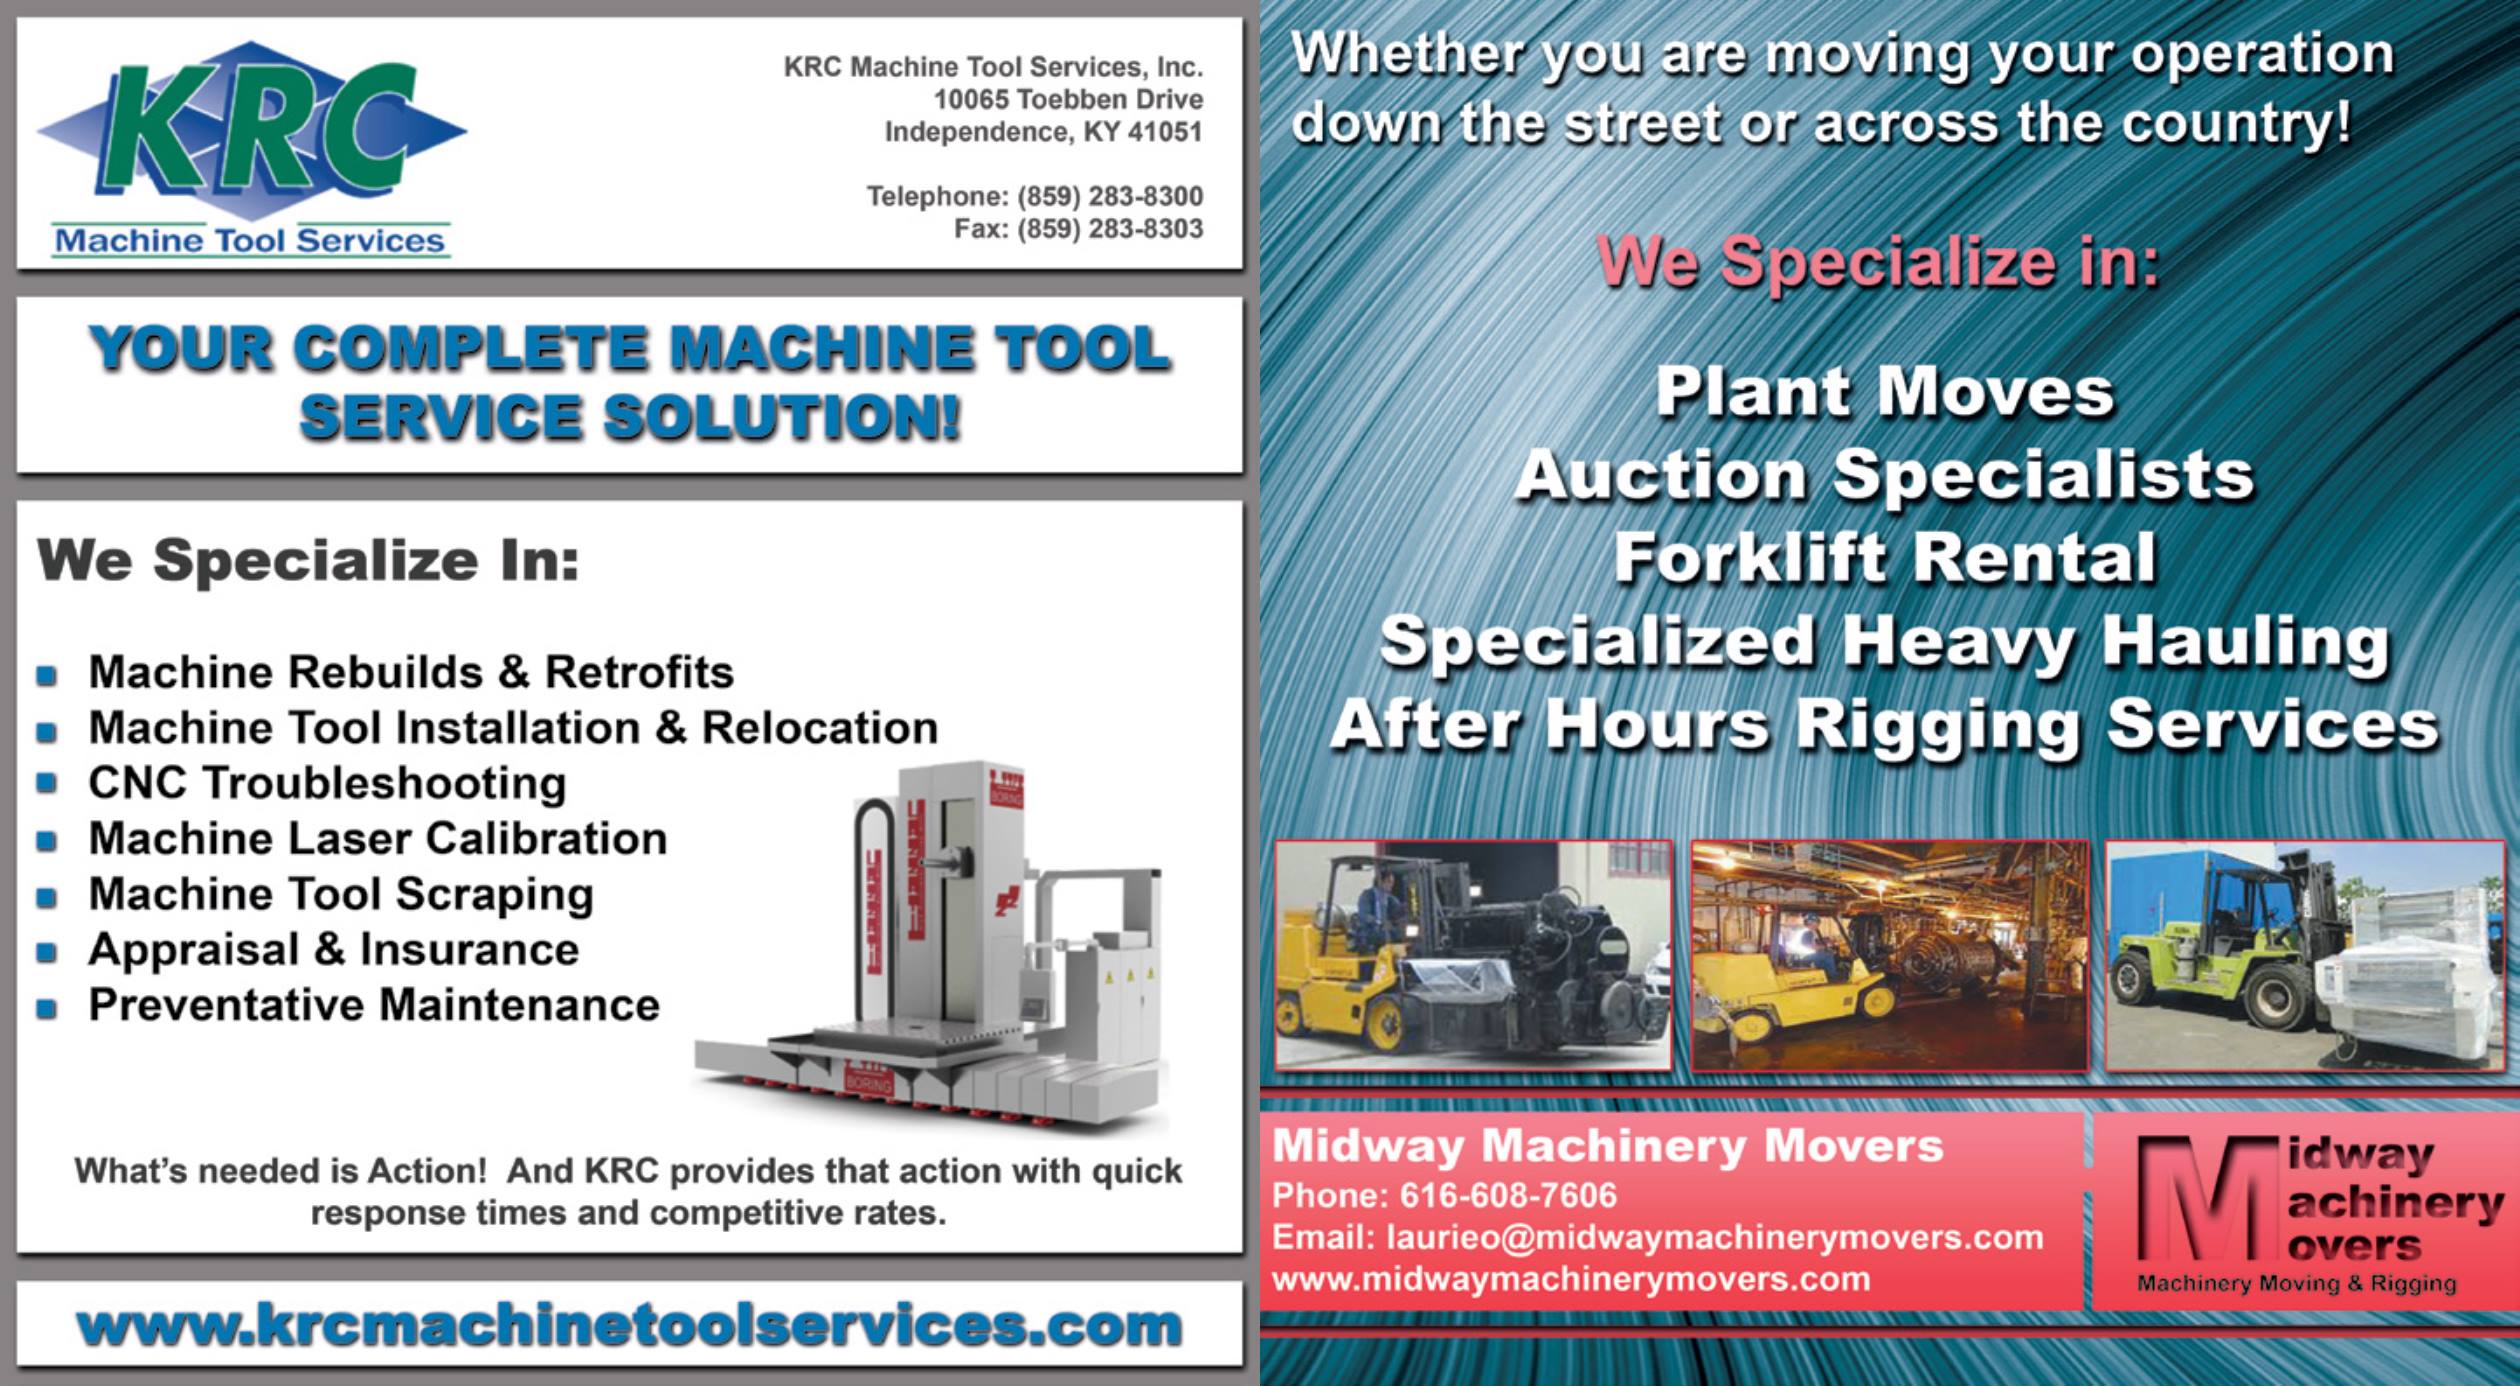 KRC
Machine Tool Services
KRC Machine Tool Services, Inc.
10065 Toebben Drive
Independence, KY 41051
Telephone: (859) 283-8300
Fax: (859) 283-8303
YOUR COMPLETE MACHINE TOOL
SERVICE SOLUTION!
We Specialize In:
Machine Rebuilds & Retrofits
Machine Tool Installation & Relocation
CNC Troubleshooting
Machine Laser Calibration
Machine Tool Scraping
Appraisal & Insurance
Preventative Maintenance
BORING
BORING
What's needed is Action!  And KRC provides that action with quick
response times and competitive rates.
www.krcmachinetoolservices.com
Whether you are moving your operation
down the street or across the country!
We Specialize in:
Plant Moves
Auction Specialists
Forklift Rental
Specialized Heavy Hauling
After Hours Rigging Services
Midway Machinery Movers
Phone: 616-608-7606
Email: laurieo@midwaymachinerymovers.com
www.midwaymachinerymovers.com
Midway
achinery
overs
Machinery Moving & Rigging